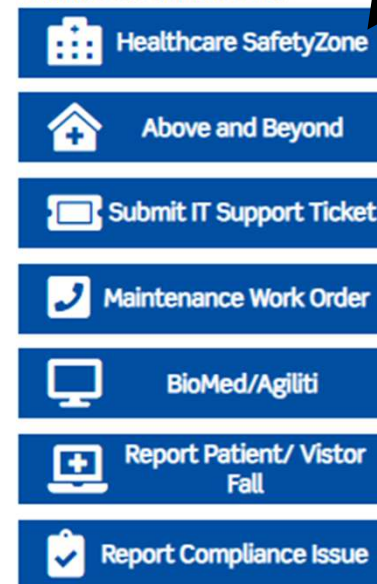 Healthcare SafetyZone
Above and Beyond
Submit IT Support Ticket
Maintenance Work Order
BioMed/Agiliti
Report Patient/ Vistor
Fall
Report Compliance Issue